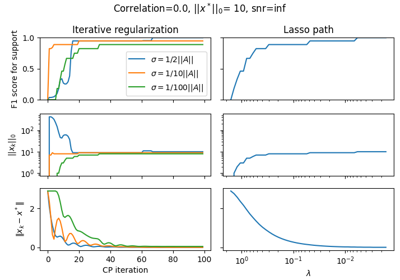 Correlation=0.0, ||x*||₀= 10, snr=inf
Iterative regularization
Lasso path
F1 score for support
1.0
0.5
0.0
σ = 1/2||A||
σ = 1/10||A||
σ = 1/100||A||
||xₖ||₀
10²
10¹
10⁰
‖xₖ − x*‖
2
0
0 20 40 60 80 100
CP iteration
10⁰ 10⁻¹ 10⁻²
λ